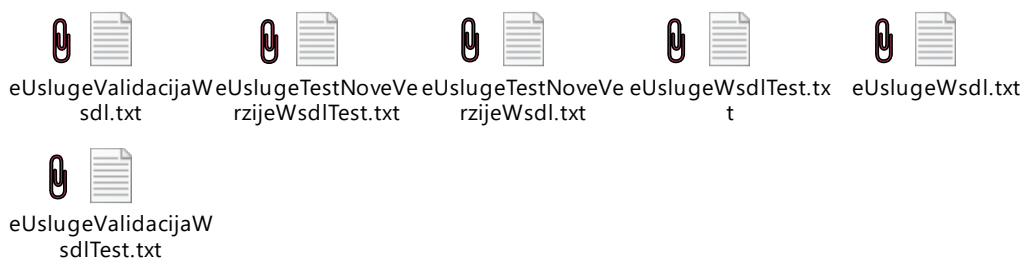 eUslugeValidacijaW eUslugeTestNoveVe eUslugeTestNoveVe eUslugeWsdlTest.tx eUslugeWsdl.txt
sdl.txt rzijeWsdlTest.txt rzijeWsdl.txt t
eUslugeValidacijaW
sdlTest.txt